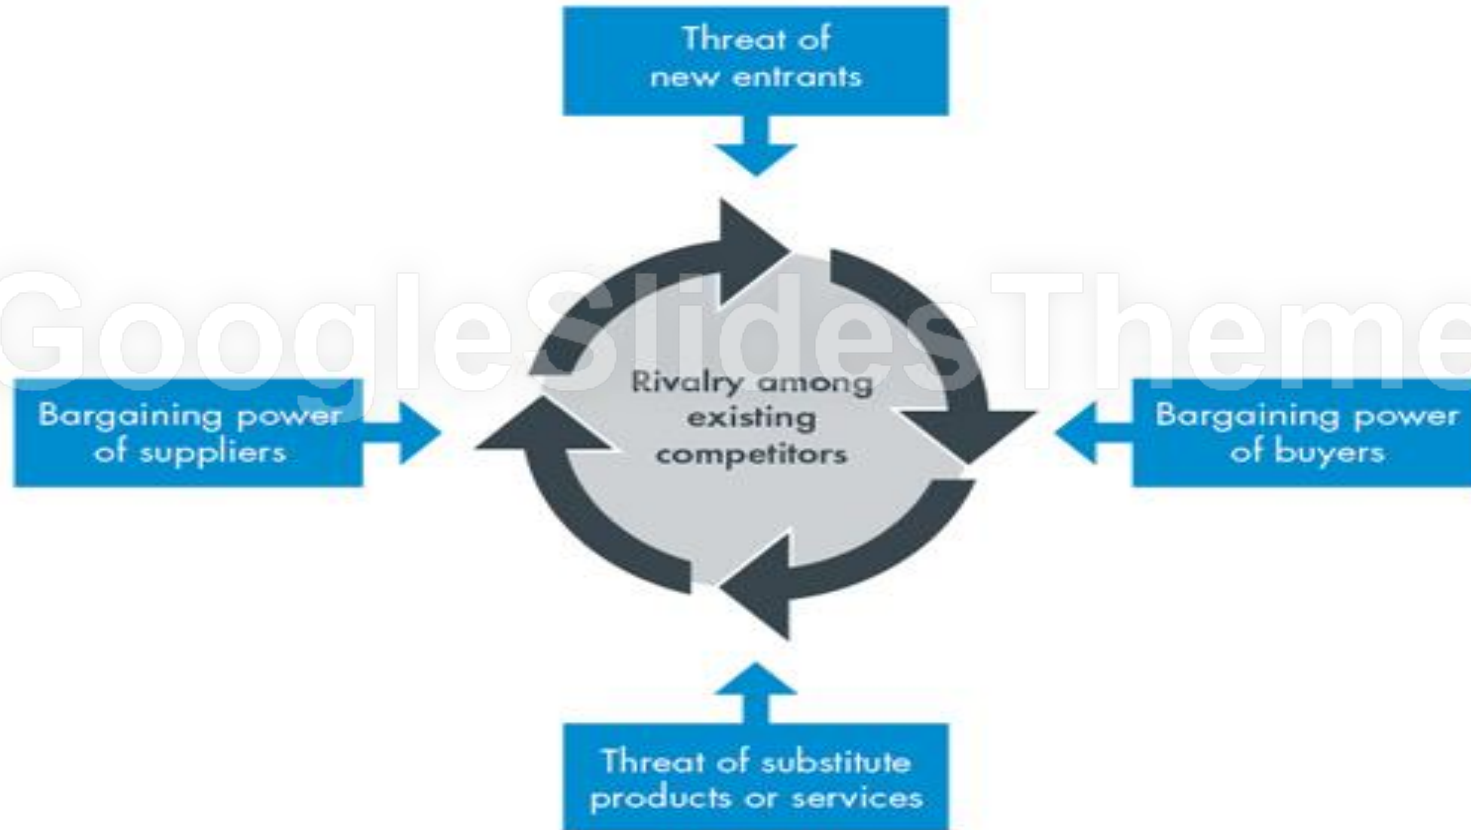 Threat of
new entrants
GoogleSlidesTheme
Bargaining power
of suppliers
Rivalry among
existing
competitors
Bargaining power
of buyers
Threat of substitute
products or services